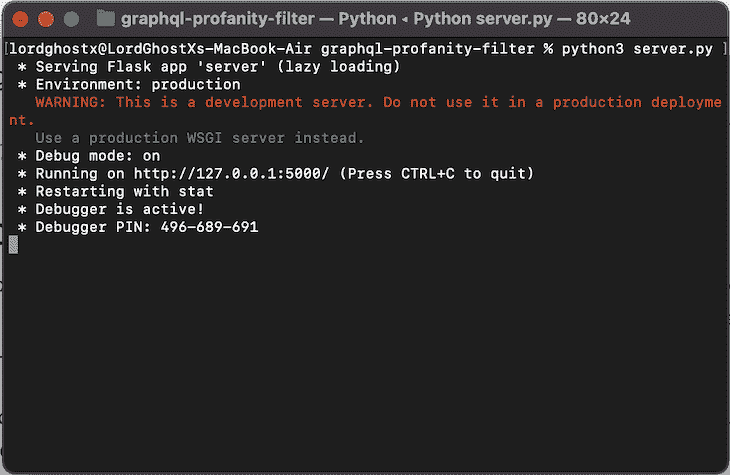 graphql-profanity-filter — Python ◂ Python server.py — 80×24
[lordghostx@LordGhostXs-MacBook-Air graphql-profanity-filter % python3 server.py ]
 * Serving Flask app 'server' (lazy loading)
 * Environment: production
   WARNING: This is a development server. Do not use it in a production deployme
nt.
   Use a production WSGI server instead.
 * Debug mode: on
 * Running on http://127.0.0.1:5000/ (Press CTRL+C to quit)
 * Restarting with stat
 * Debugger is active!
 * Debugger PIN: 496-689-691